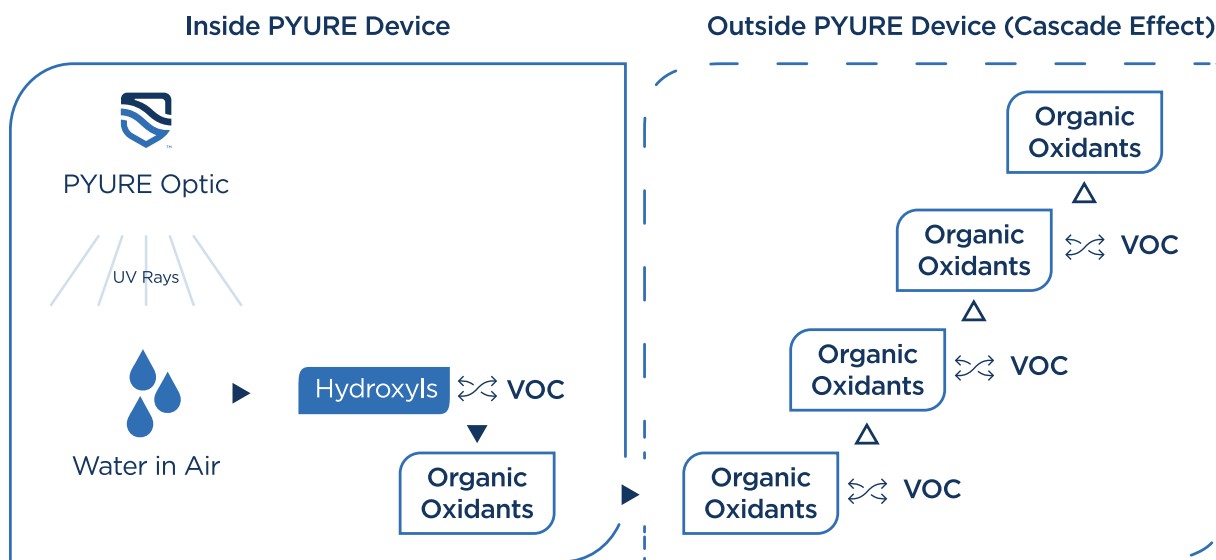 Inside PYURE Device
Outside PYURE Device (Cascade Effect)
PYURE Optic
UV Rays
Water in Air
Hydroxyls
VOC
Organic
Oxidants
Organic
Oxidants
VOC
Organic
Oxidants
VOC
Organic
Oxidants
VOC
Organic
Oxidants